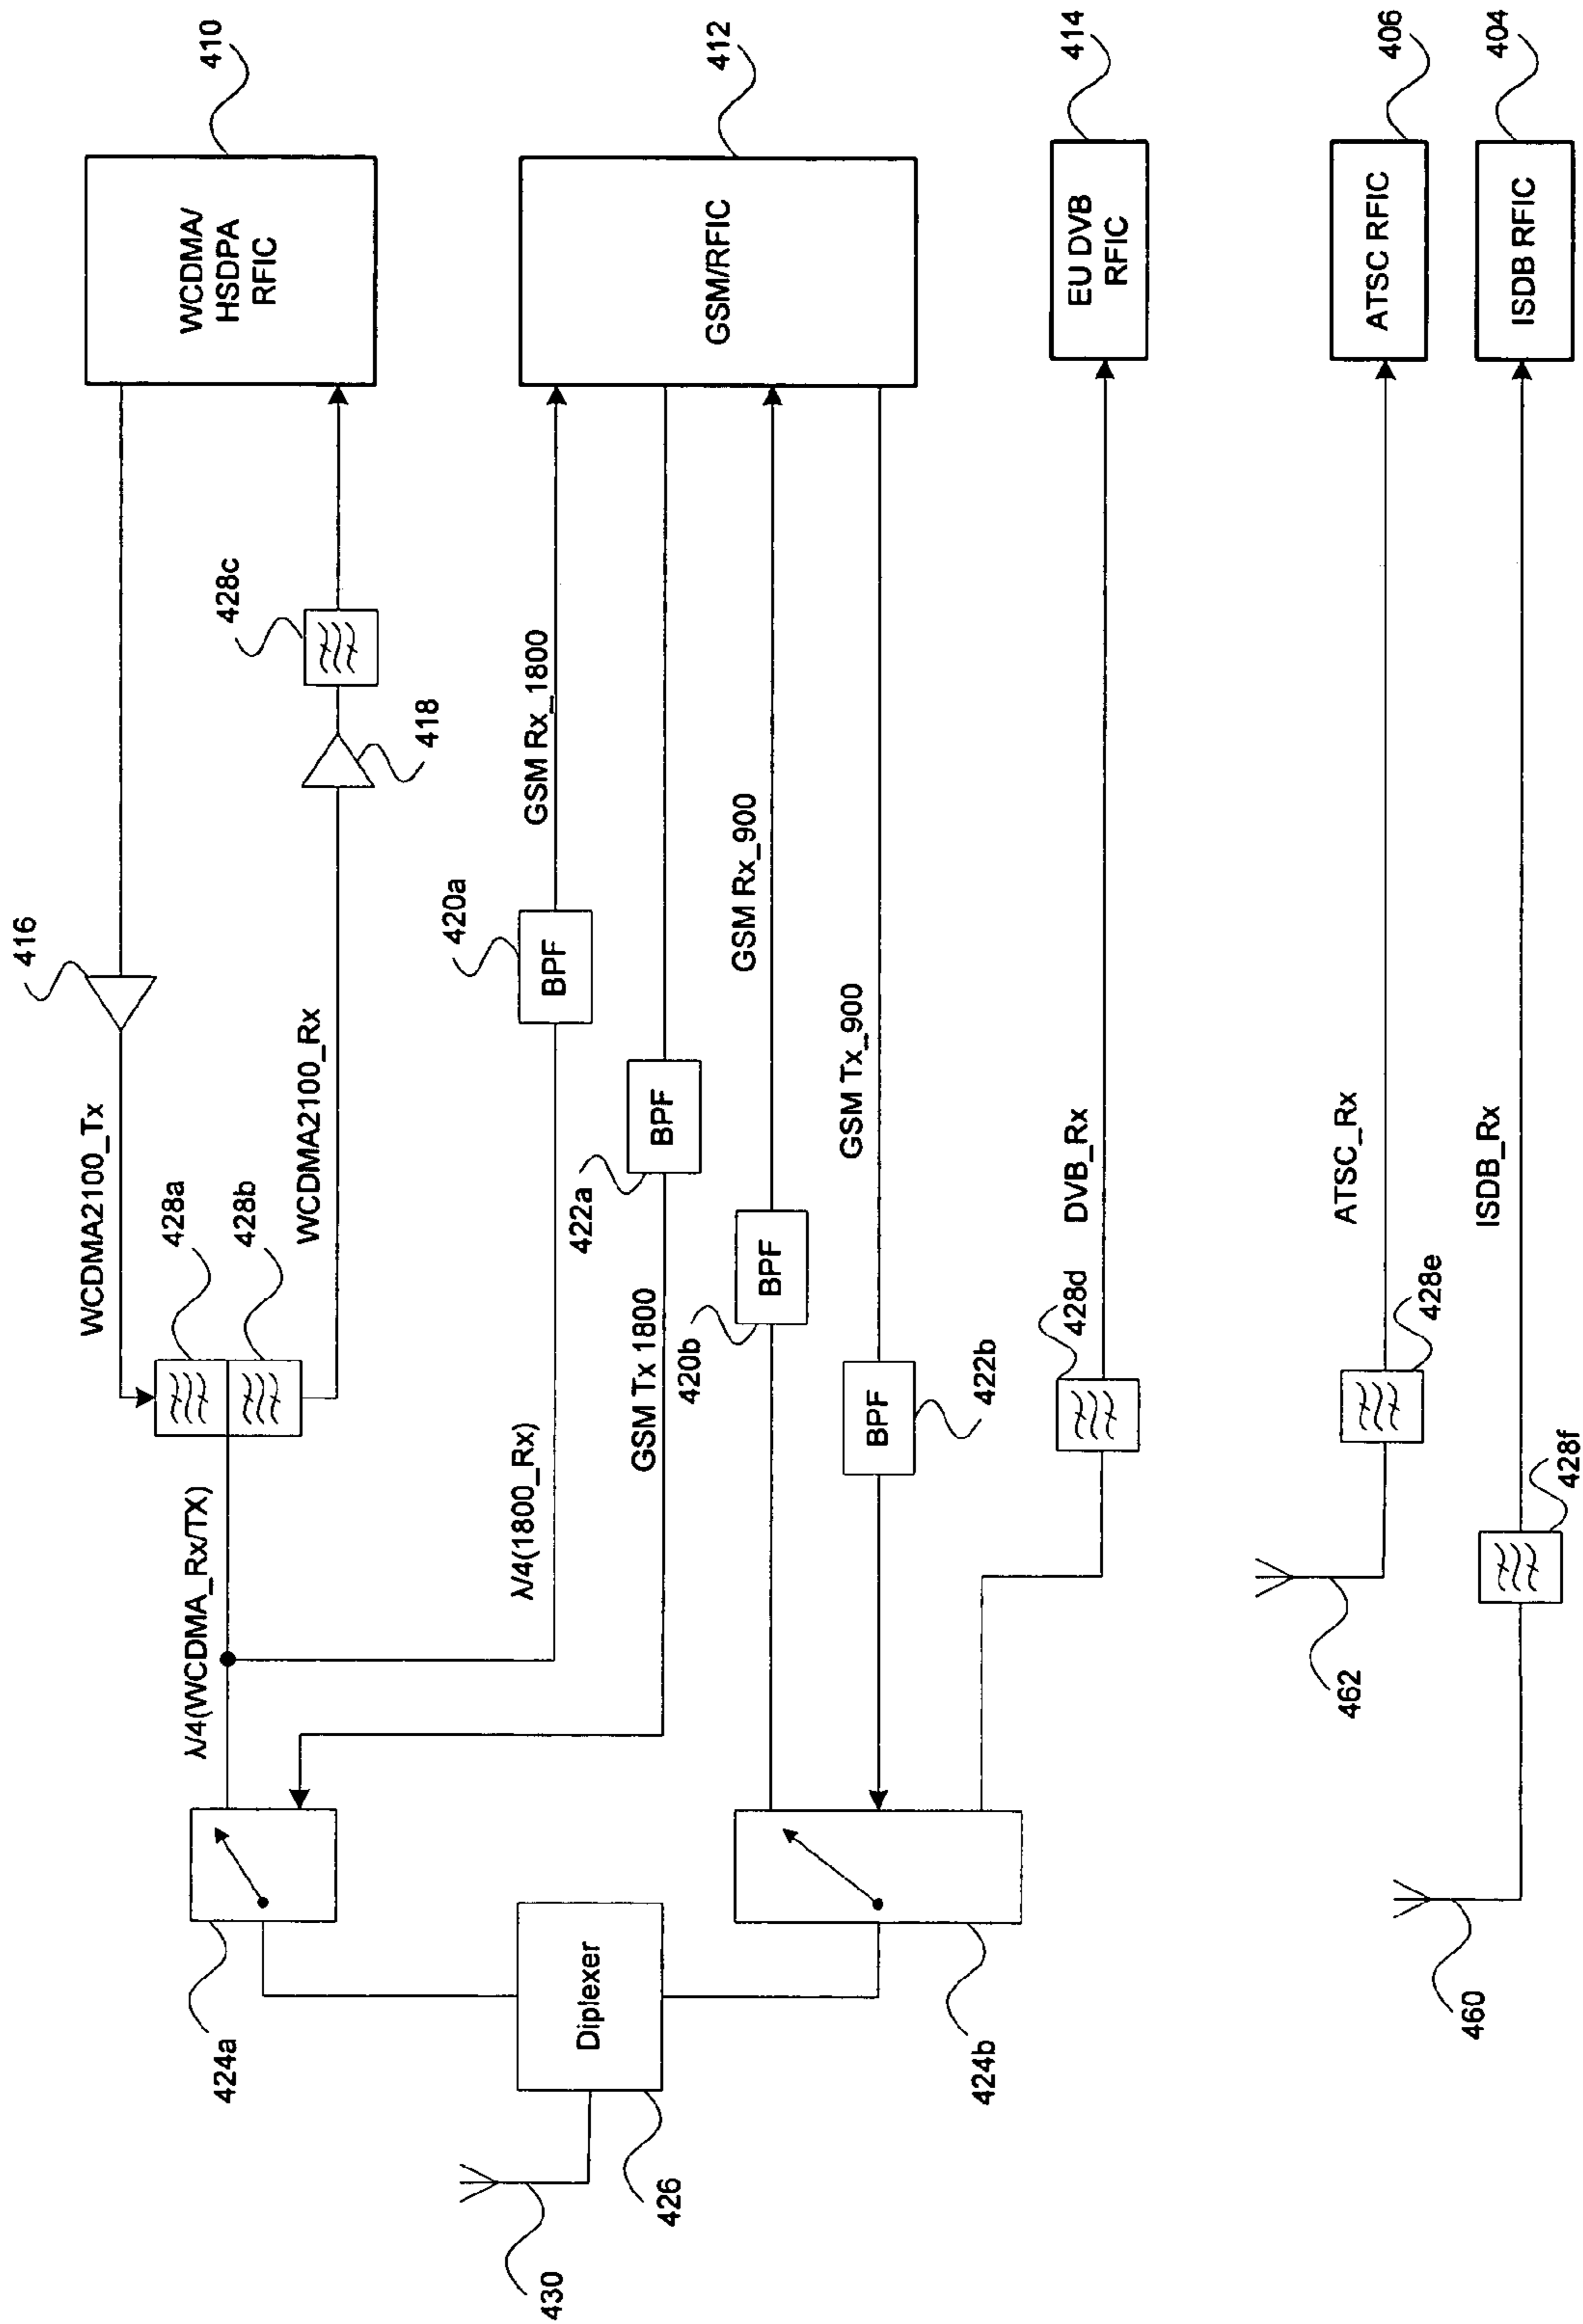 410
WCDMA/
HSDPA
RFIC
416
WCDMA2100_Tx
428c
418
WCDMA2100_Rx
428a
428b
λ/4(WCDMA_Rx/TX)
424a
412
GSM/RFIC
GSM Rx_1800
420a
BPF
λ/4(1800_Rx)
422a
BPF
GSM Tx 1800
GSM Rx_900
420b
BPF
GSM Tx_900
422b
BPF
Diplexer
426
430
424b
414
EU DVB
RFIC
DVB_Rx
428d
406
ATSC RFIC
ATSC_Rx
428e
462
404
ISDB RFIC
ISDB_Rx
428f
460